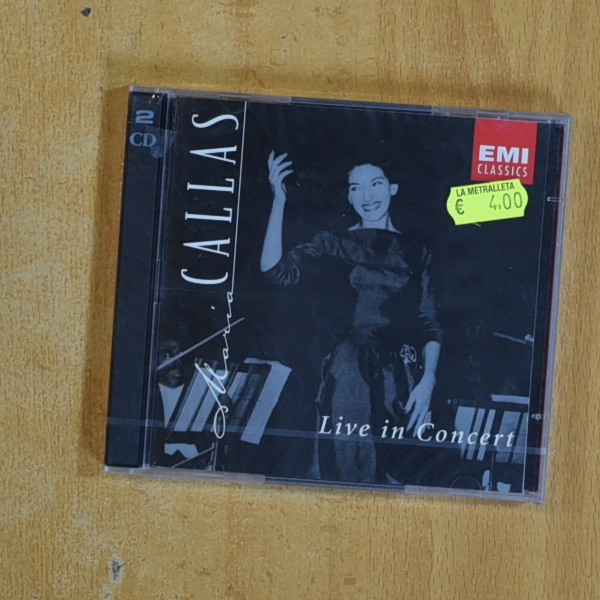 2
CD
Maria CALLAS
EMI
CLASSICS
LA METRALLETA
€ 4,00
Live in Concert